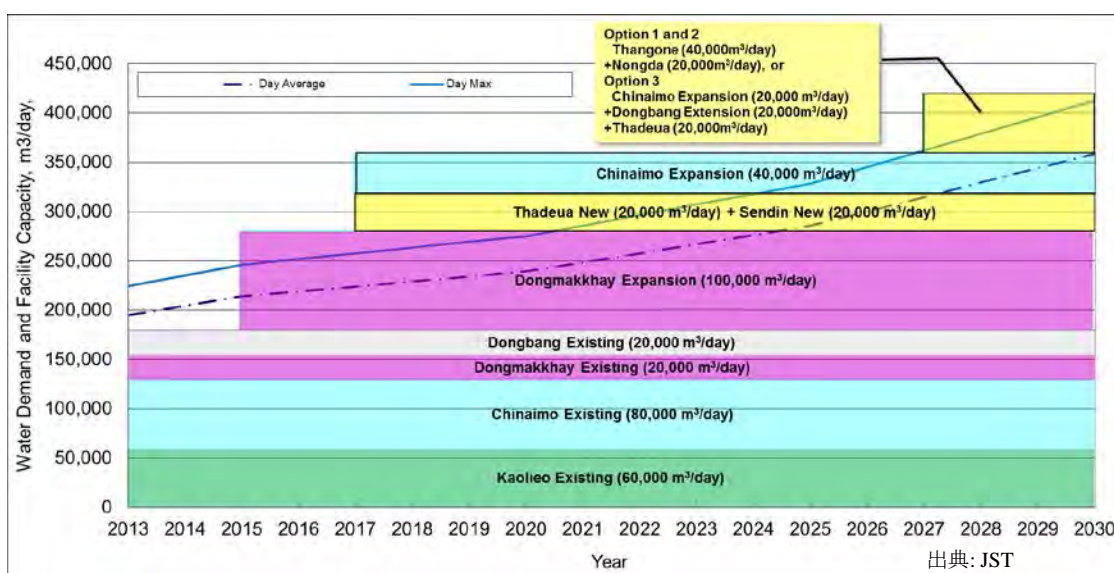 Option 1 and 2
Thangone (40,000m³/day)
+Nongda (20,000m³/day), or
Option 3
Chinaimo Expansion (20,000 m³/day)
+Dongbang Extension (20,000m³/day)
+Thadeua (20,000m³/day)
Water Demand and Facility Capacity, m3/day,
450,000
400,000
350,000
300,000
250,000
200,000
150,000
100,000
50,000
0
Day Average
Day Max
Chinaimo Expansion (40,000 m³/day)
Thadeua New (20,000 m³/day) + Sendin New (20,000 m³/day)
Dongmakkhay Expansion (100,000 m³/day)
Dongbang Existing (20,000 m³/day)
Dongmakkhay Existing (20,000 m³/day)
Chinaimo Existing (80,000 m³/day)
Kaolieo Existing (60,000 m³/day)
2013 2014 2015 2016 2017 2018 2019 2020 2021 2022 2023 2024 2025 2026 2027 2028 2029 2030
Year
出典: JST